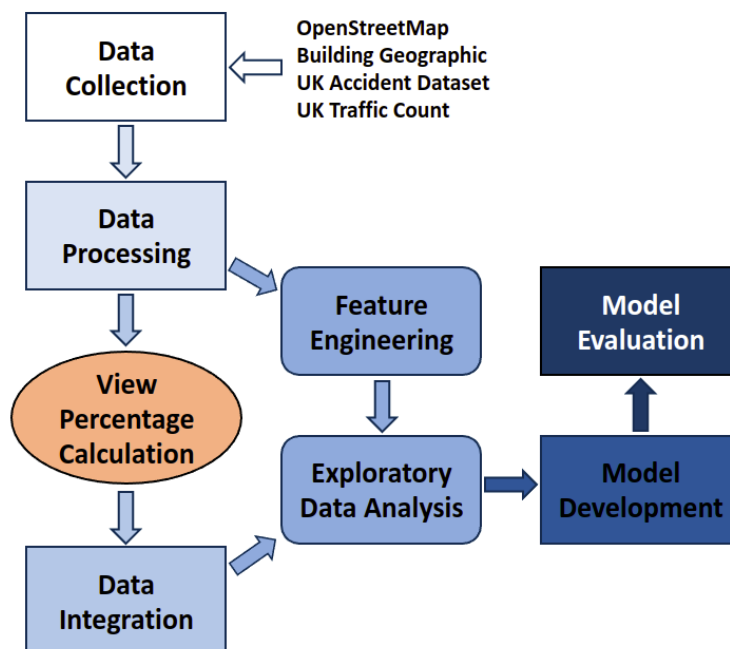 Data
Collection
OpenStreetMap
Building Geographic
UK Accident Dataset
UK Traffic Count
Data
Processing
Feature
Engineering
Model
Evaluation
View
Percentage
Calculation
Exploratory
Data Analysis
Model
Development
Data
Integration